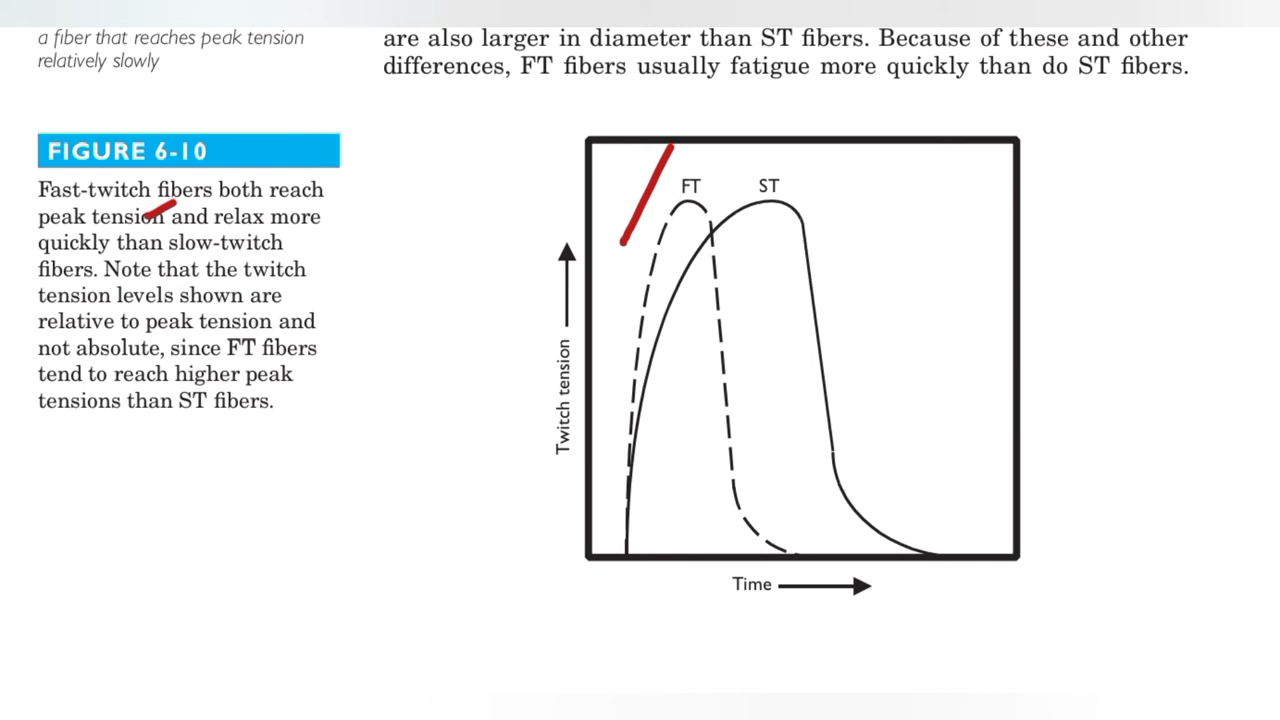 a fiber that reaches peak tension
relatively slowly
are also larger in diameter than ST fibers. Because of these and other
differences, FT fibers usually fatigue more quickly than do ST fibers.
FIGURE 6-10
Fast-twitch fibers both reach
peak tension and relax more
quickly than slow-twitch
fibers. Note that the twitch
tension levels shown are
relative to peak tension and
not absolute, since FT fibers
tend to reach higher peak
tensions than ST fibers.
FT
ST
Twitch tension
Time